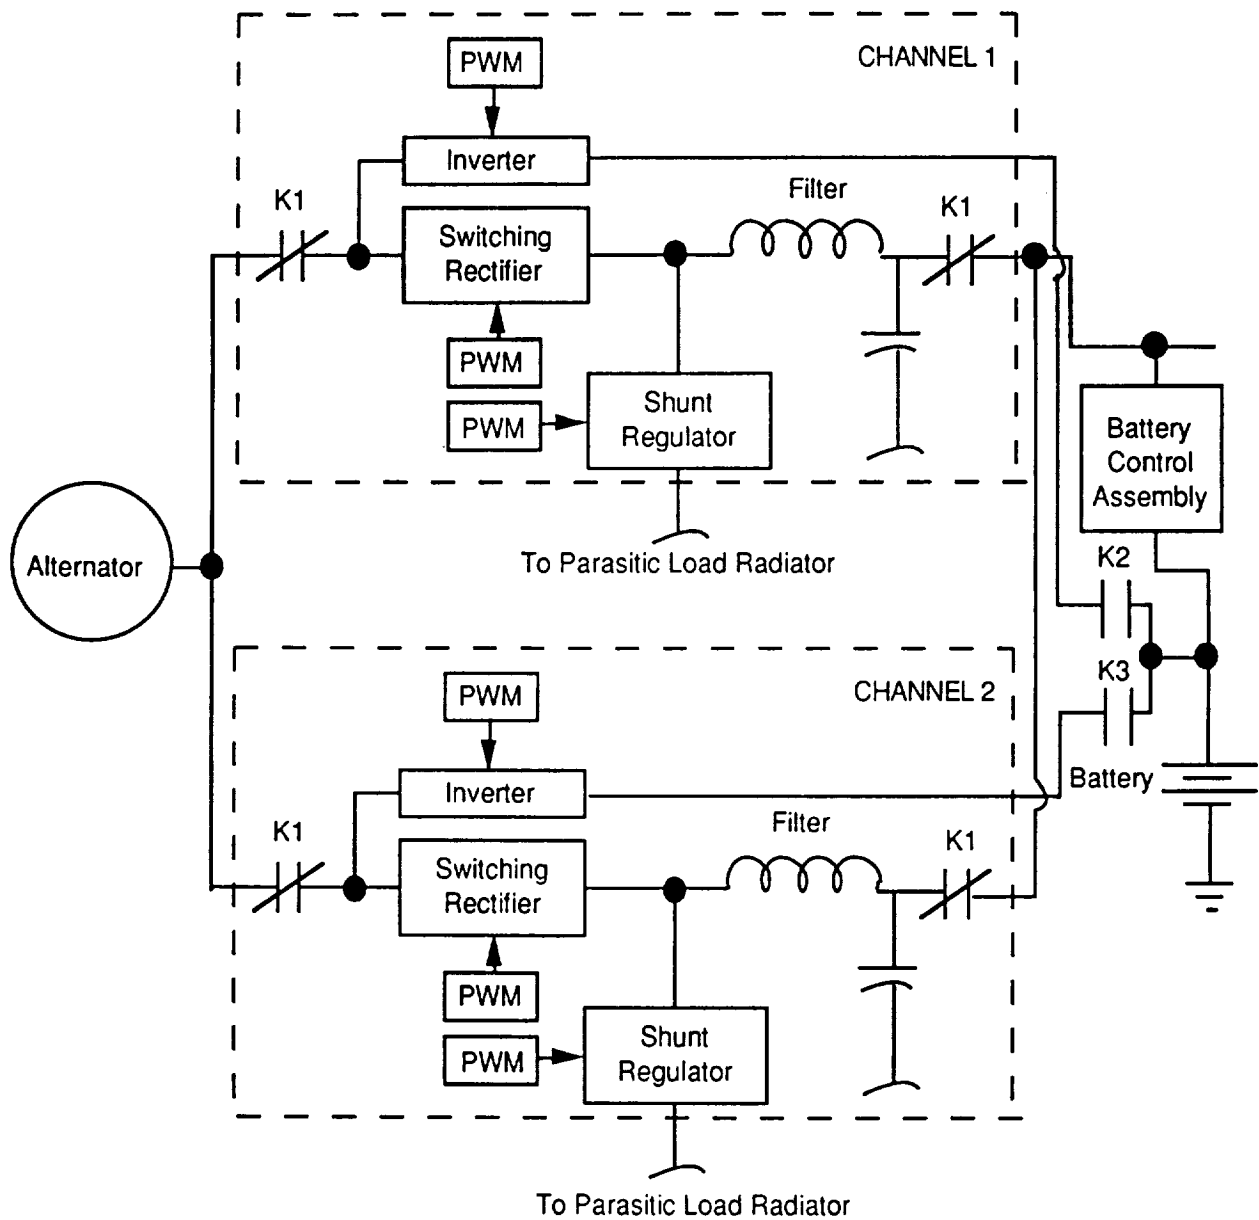 CHANNEL 1
PWM
Inverter
Filter
K1
K1
Switching
Rectifier
PWM
PWM
Shunt
Regulator
Battery
Control
Assembly
To Parasitic Load Radiator
Alternator
K2
K3
CHANNEL 2
PWM
Inverter
Battery
Filter
K1
K1
Switching
Rectifier
PWM
PWM
Shunt
Regulator
To Parasitic Load Radiator